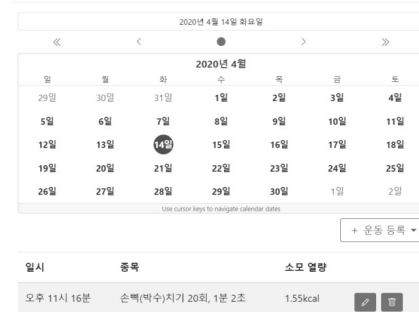 2020년 4월 14일 화요일
2020년 4월
일 월 화 수 목 금 토
29일 30일 31일 1일 2일 3일 4일
5일 6일 7일 8일 9일 10일 11일
12일 13일 14일 15일 16일 17일 18일
19일 20일 21일 22일 23일 24일 25일
26일 27일 28일 29일 30일 1일 2일
Use cursor keys to navigate calendar dates
+ 운동 등록
일시 종목 소모 열량
오후 11시 16분 손뼉(박수)치기 20회, 1분 2초 1.55kcal